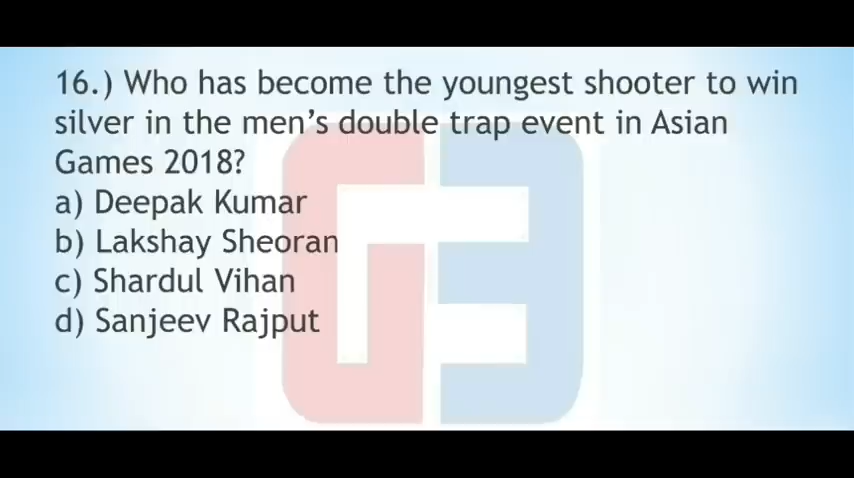 16.) Who has become the youngest shooter to win
silver in the men’s double trap event in Asian
Games 2018?
a) Deepak Kumar
b) Lakshay Sheoran
c) Shardul Vihan
d) Sanjeev Rajput